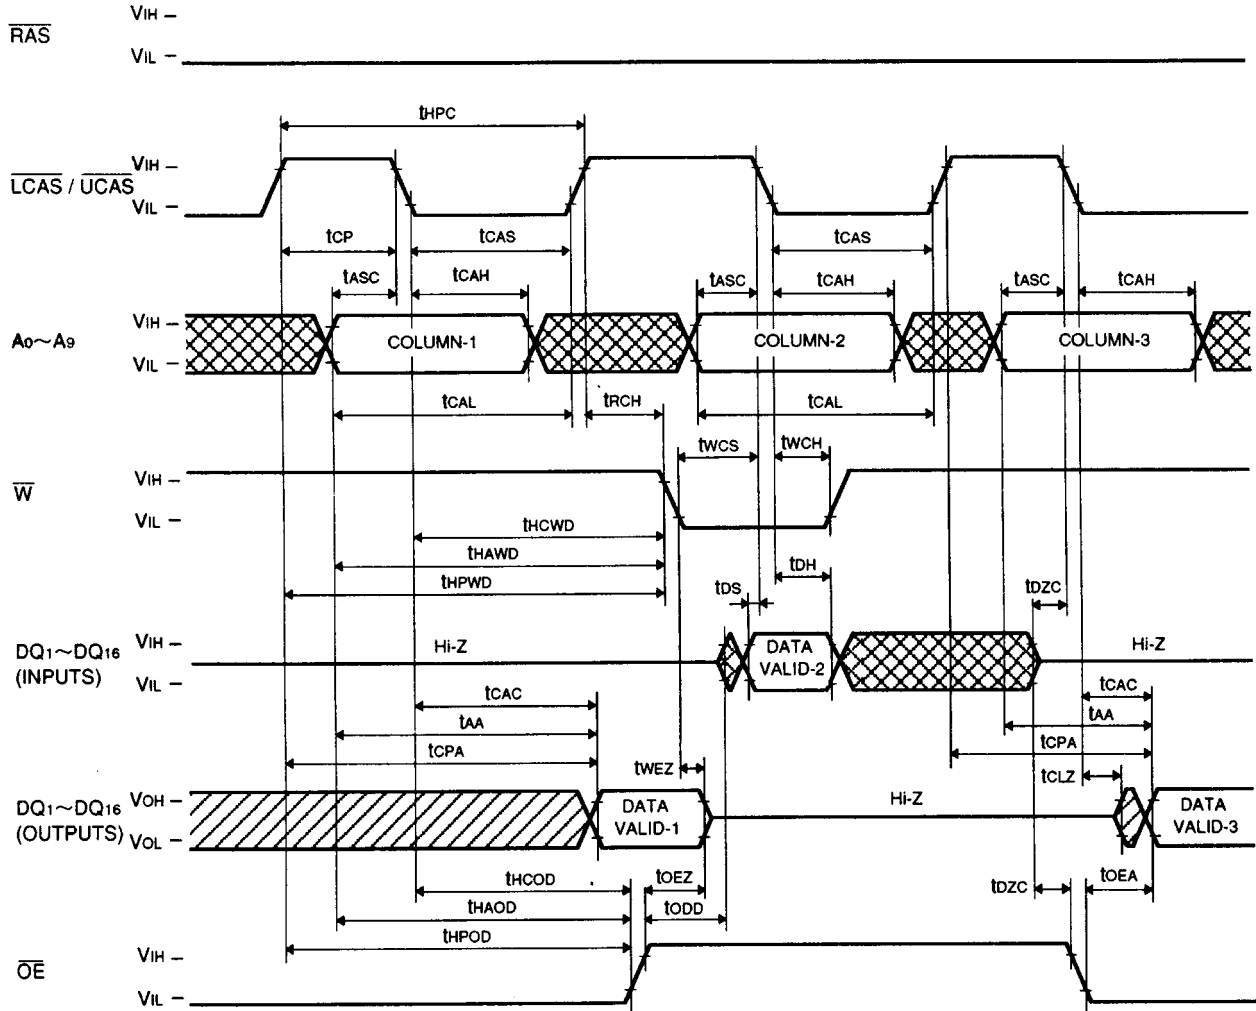 VIH
RAS
VIL
tHPC
VIH
LCAS / UCAS
VIL
tCP
tCAS
tCAS
tASC
tCAH
tASC
tCAH
tASC
tCAH
VIH
A0~A9
COLUMN-1
COLUMN-2
COLUMN-3
VIL
tCAL
tRCH
tCAL
tWCS
tWCH
VIH
W
VIL
tHCWD
tHAWD
tDH
tHPWD
tDS
tDZC
VIH
DQ1~DQ16
(INPUTS)
VIL
Hi-Z
DATA
VALID-2
Hi-Z
tCAC
tCAC
tAA
tAA
tCPA
tCPA
tWEZ
tCLZ
VOH
DQ1~DQ16
(OUTPUTS)
VOL
DATA
VALID-1
Hi-Z
DATA
VALID-3
tHCOD
tOEZ
tDZC
tOEA
tHAOD
tODD
tHPOD
VIH
OE
VIL